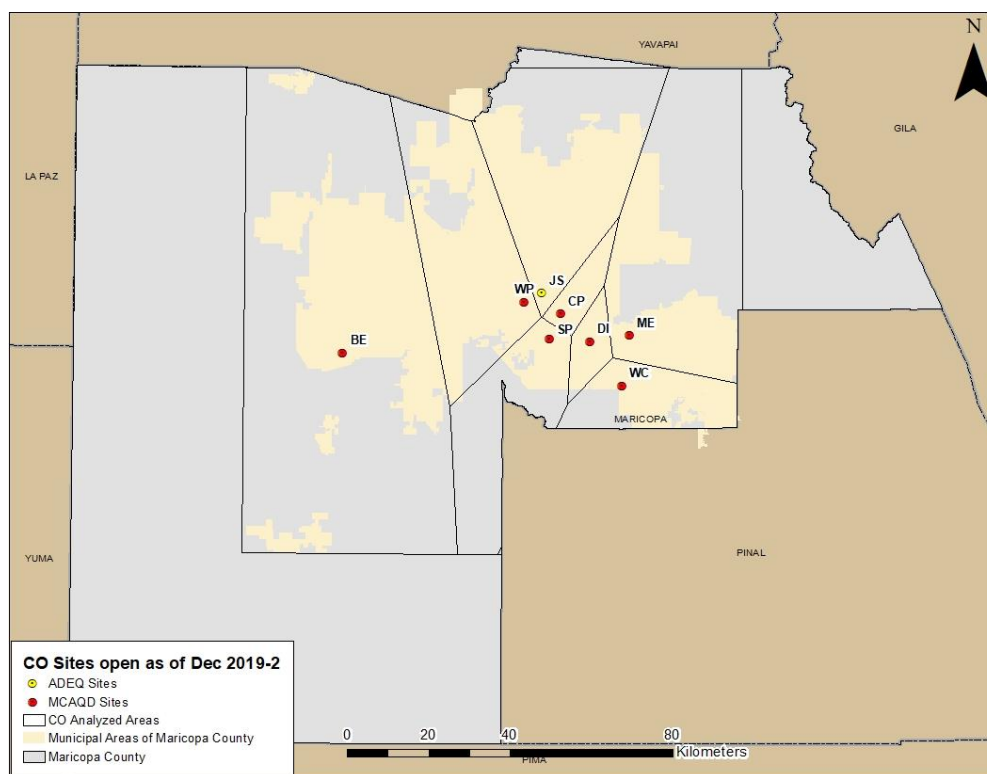 YAVAPAI
N
GILA
LA PAZ
JS
WP
CP
ME
DI
SP
BE
WC
MARICOPA
YUMA
PINAL
CO Sites open as of Dec 2019-2
ADEQ Sites
MCAQD Sites
CO Analyzed Areas
Municipal Areas of Maricopa County
Maricopa County
0 20 40 80
Kilometers
PIMA